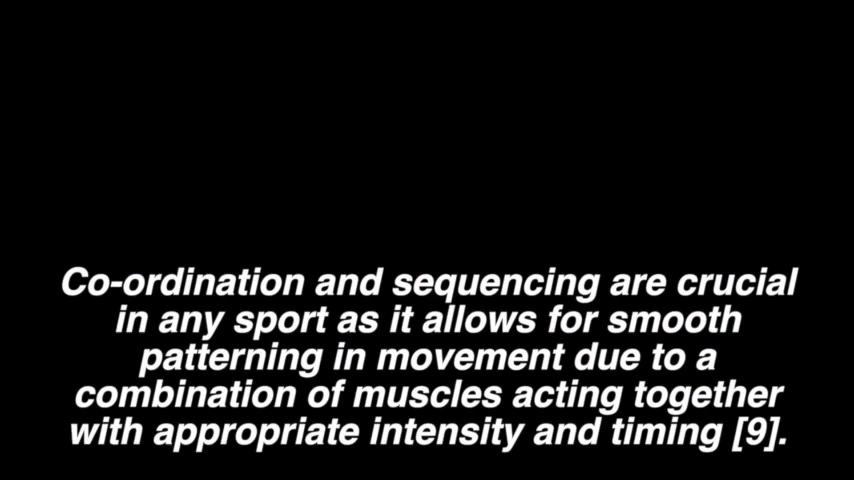 Co-ordination and sequencing are crucial
in any sport as it allows for smooth
patterning in movement due to a
combination of muscles acting together
with appropriate intensity and timing [9].